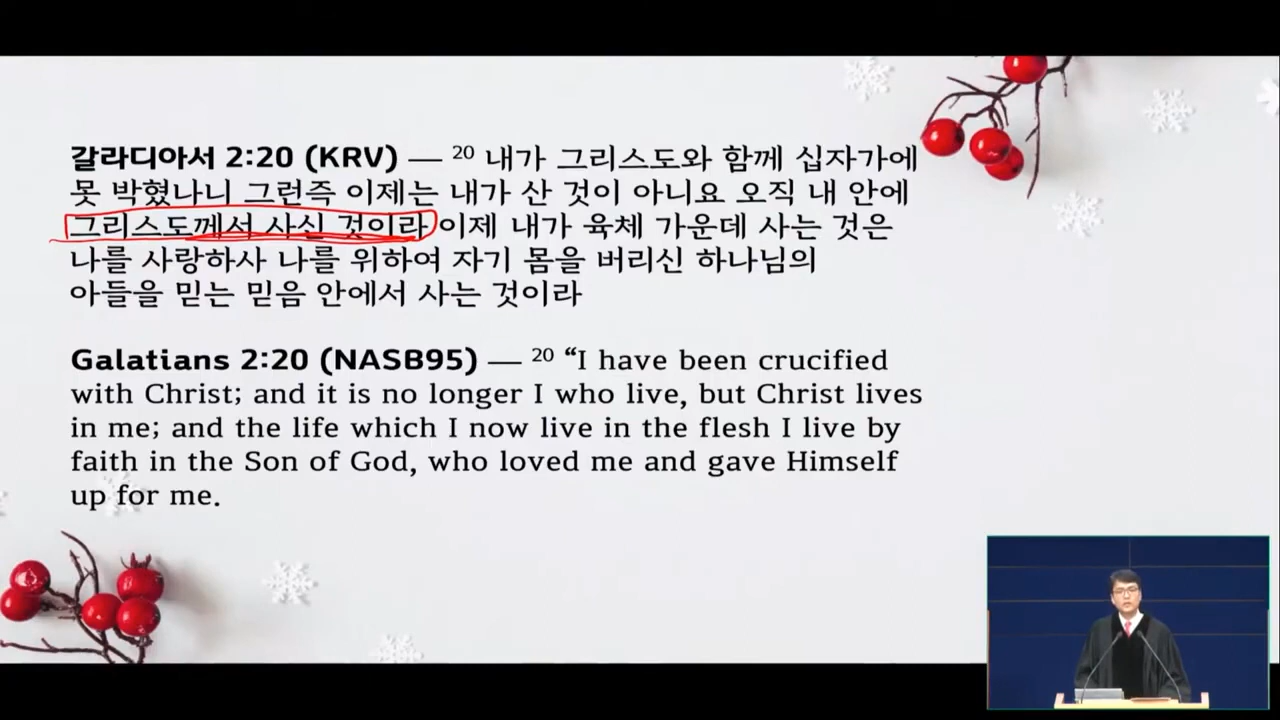 갈라디아서 2:20 (KRV) — ²⁰ 내가 그리스도와 함께 십자가에
못 박혔나니 그런즉 이제는 내가 산 것이 아니요 오직 내 안에
그리스도께서 사신 것이라 이제 내가 육체 가운데 사는 것은
나를 사랑하사 나를 위하여 자기 몸을 버리신 하나님의
아들을 믿는 믿음 안에서 사는 것이라
Galatians 2:20 (NASB95) — ²⁰ “I have been crucified
with Christ; and it is no longer I who live, but Christ lives
in me; and the life which I now live in the flesh I live by
faith in the Son of God, who loved me and gave Himself
up for me.